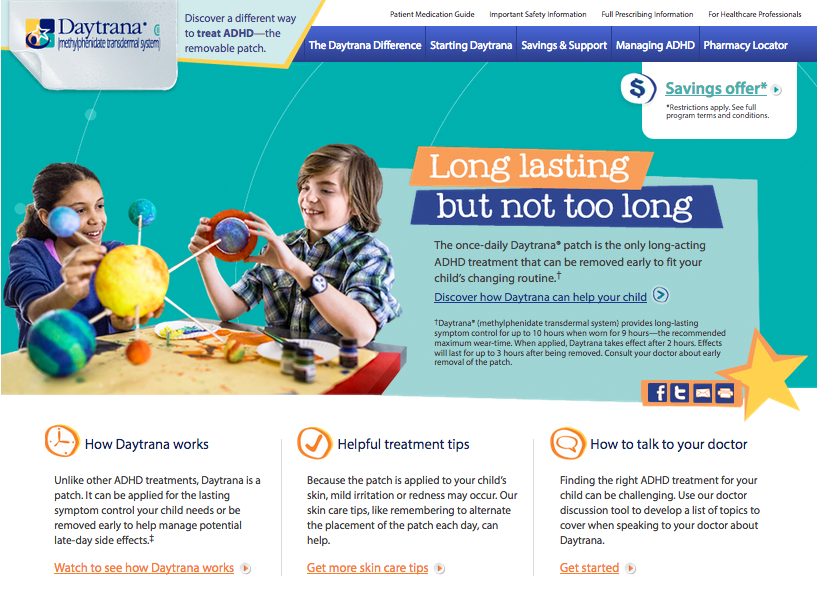 Daytrana®
(methylphenidate transdermal system)
Discover a different way
to treat ADHD—the
removable patch.
Patient Medication Guide Important Safety Information Full Prescribing Information For Healthcare Professionals
The Daytrana Difference Starting Daytrana Savings & Support Managing ADHD Pharmacy Locator
$ Savings offer*
*Restrictions apply. See full
program terms and conditions.
Long lasting
but not too long
The once-daily Daytrana® patch is the only long-acting
ADHD treatment that can be removed early to fit your
child's changing routine.†
Discover how Daytrana can help your child
†Daytrana® (methylphenidate transdermal system) provides long-lasting
symptom control for up to 10 hours when worn for 9 hours—the recommended
maximum wear-time. When applied, Daytrana takes effect after 2 hours. Effects
will last for up to 3 hours after being removed. Consult your doctor about early
removal of the patch.
How Daytrana works
Unlike other ADHD treatments, Daytrana is a
patch. It can be applied for the lasting
symptom control your child needs or be
removed early to help manage potential
late-day side effects.‡
Watch to see how Daytrana works
Helpful treatment tips
Because the patch is applied to your child's
skin, mild irritation or redness may occur. Our
skin care tips, like remembering to alternate
the placement of the patch each day, can
help.
Get more skin care tips
How to talk to your doctor
Finding the right ADHD treatment for your
child can be challenging. Use our doctor
discussion tool to develop a list of topics to
cover when speaking to your doctor about
Daytrana.
Get started